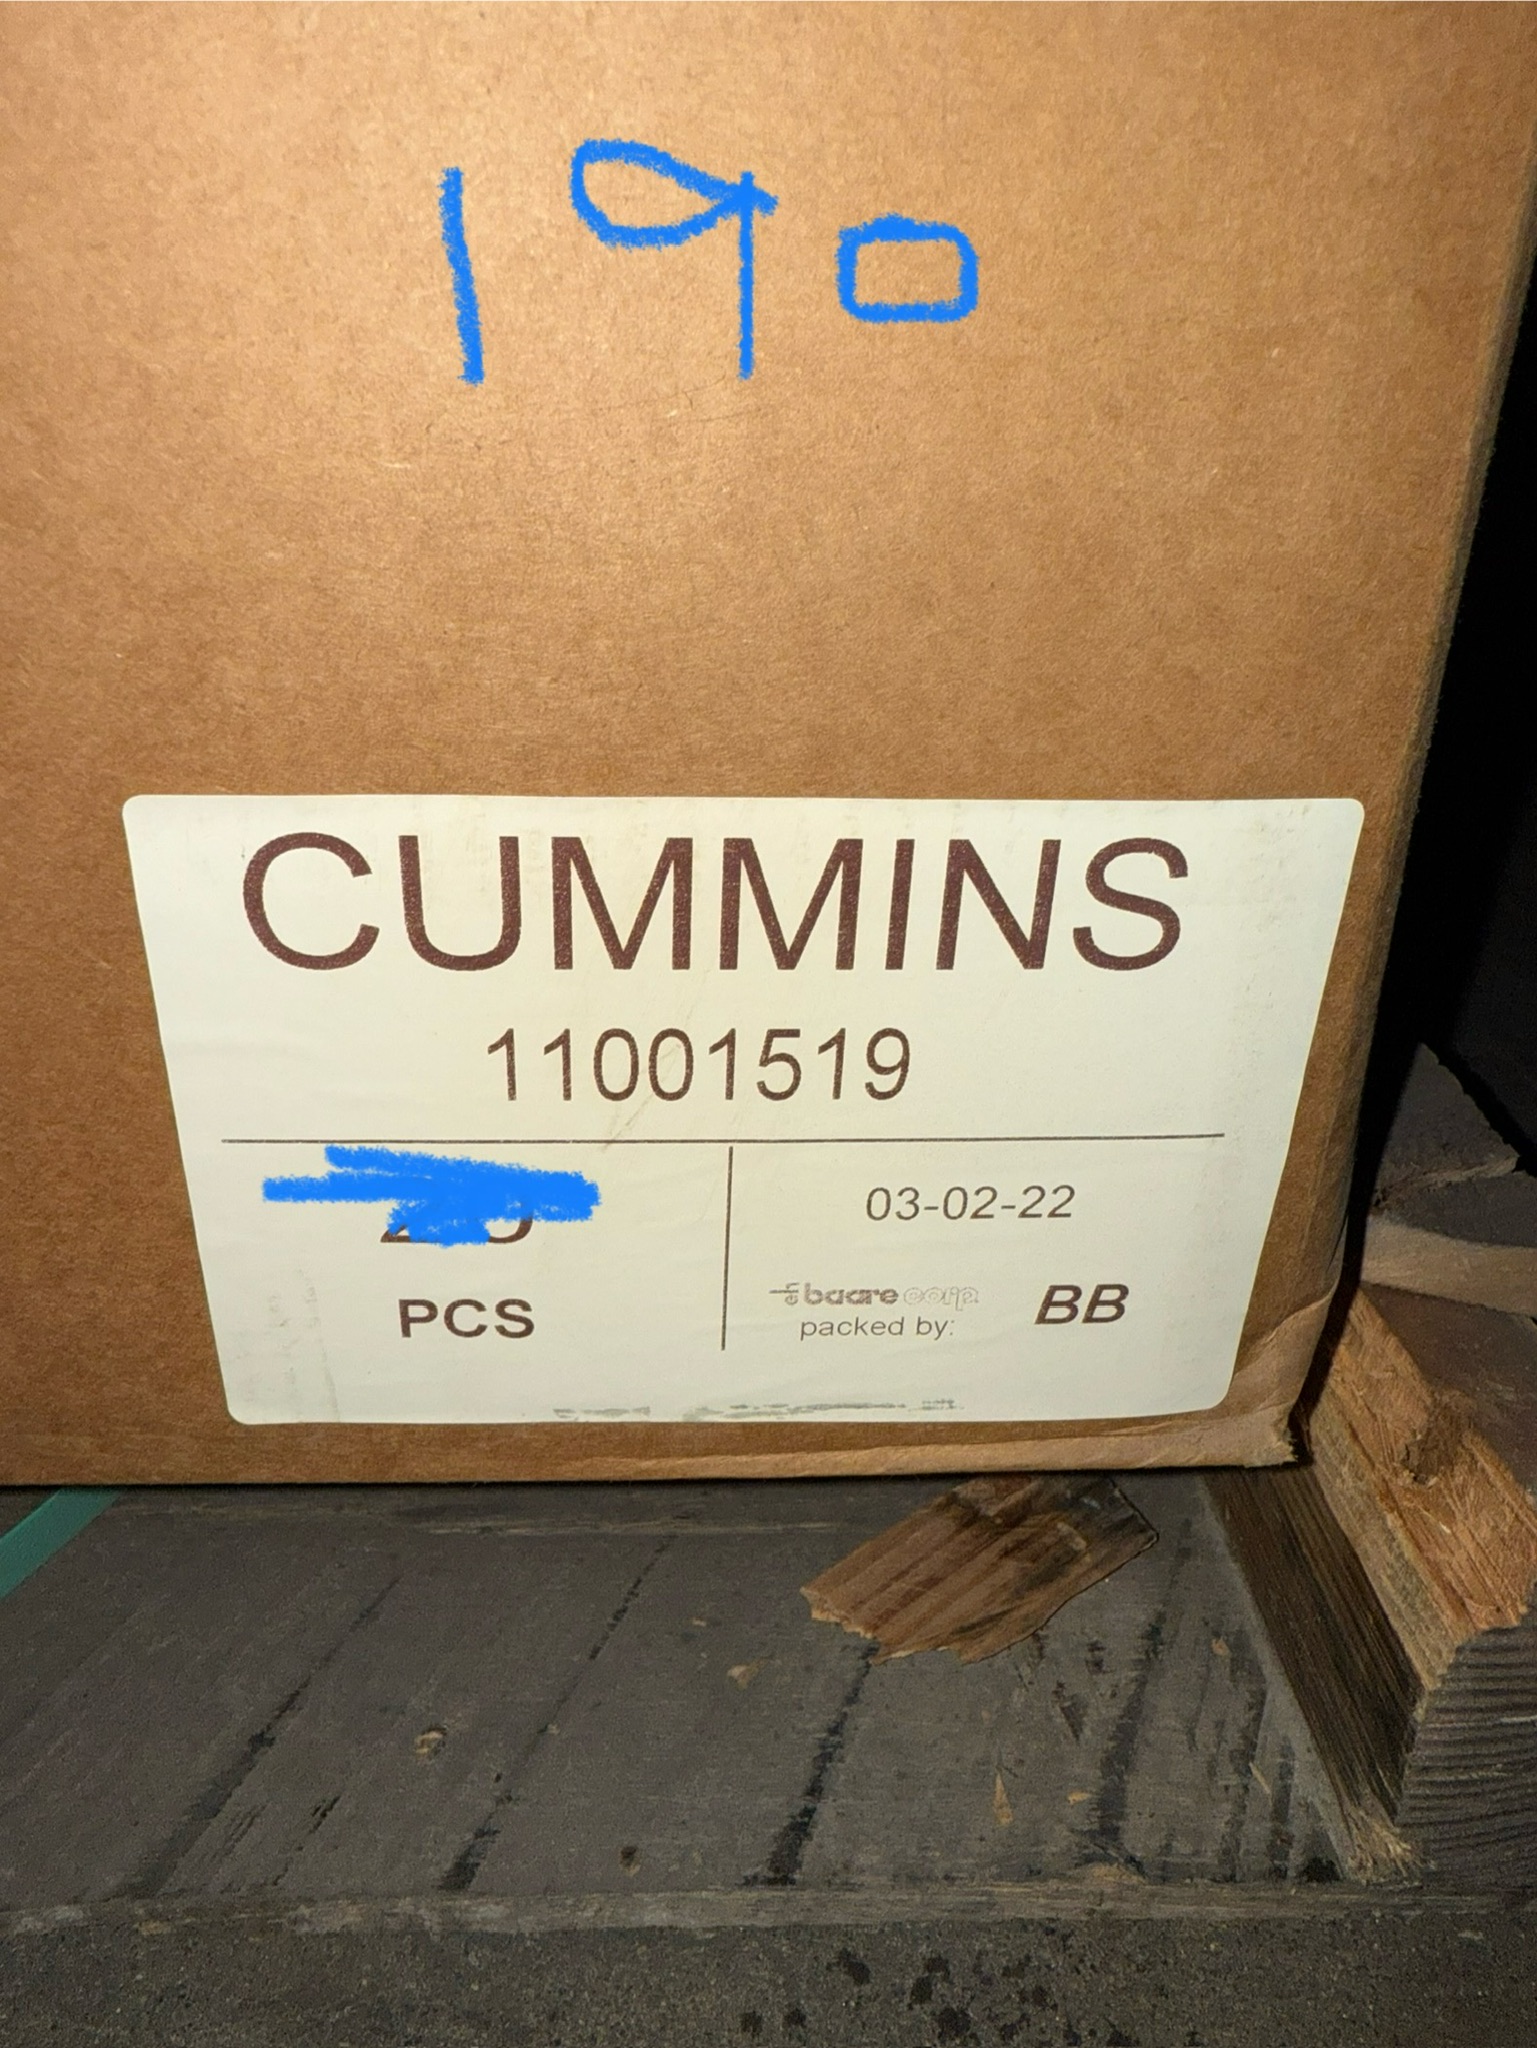 190
CUMMINS
11001519
03-02-22
PCS
baare corp.
packed by:
BB